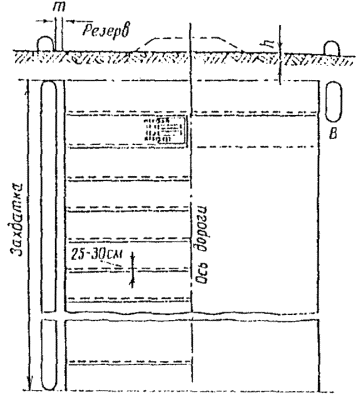 m
Резерв
h
В
Захватка
25-30см
Ось дороги